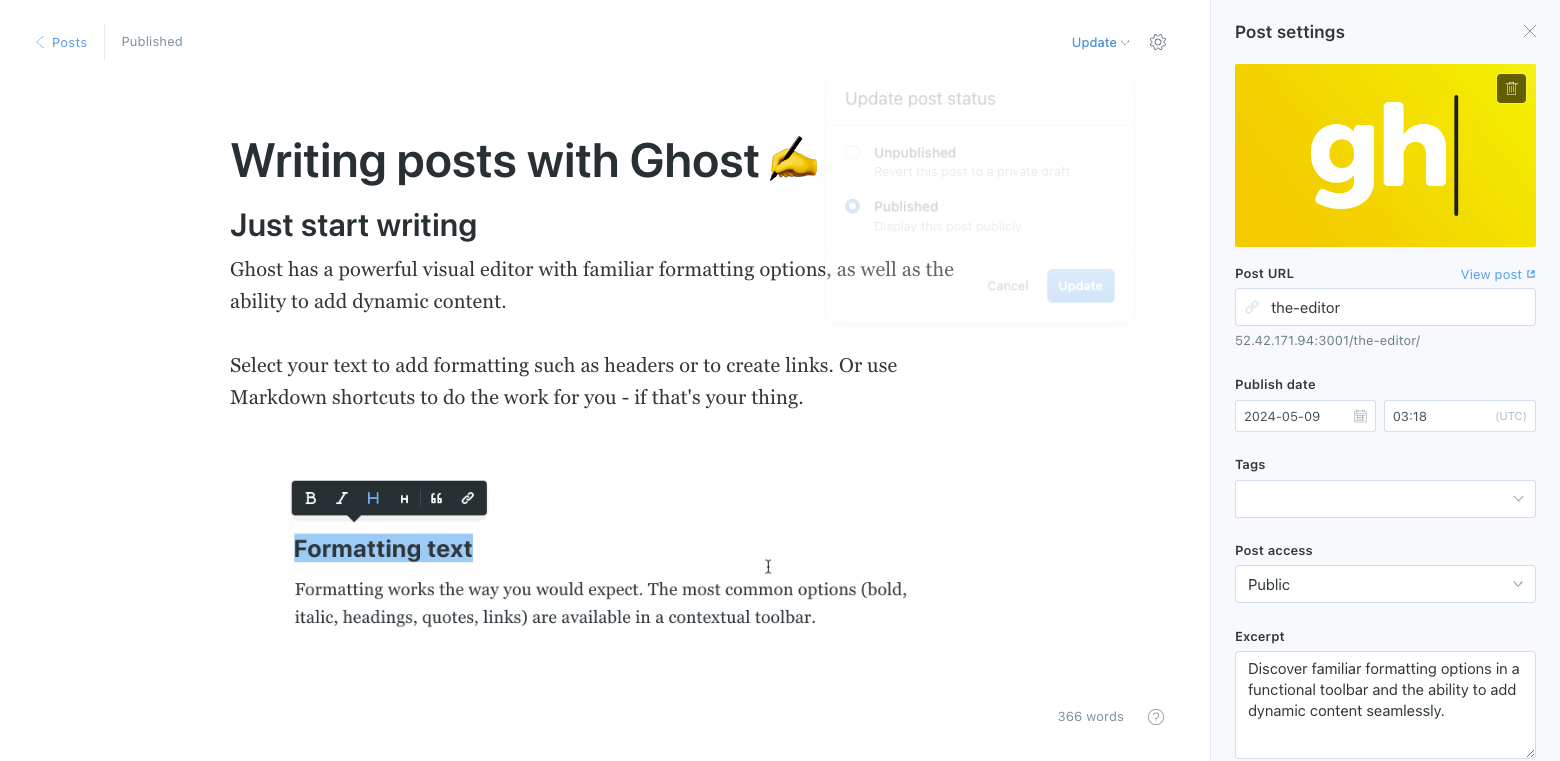 Posts
Published
Update
Update post status
Unpublished
Revert this post to a private draft
Published
Display this post publicly
Cancel
Update
Writing posts with Ghost ✍️
Just start writing
Ghost has a powerful visual editor with familiar formatting options, as well as the
ability to add dynamic content.
Select your text to add formatting such as headers or to create links. Or use
Markdown shortcuts to do the work for you - if that's your thing.
B I H H
Formatting text
Formatting works the way you would expect. The most common options (bold,
italic, headings, quotes, links) are available in a contextual toolbar.
366 words
?
Post settings
gh
Post URL
View post
the-editor
52.42.171.94:3001/the-editor/
Publish date
2024-05-09
03:18
(UTC)
Tags
Post access
Public
Excerpt
Discover familiar formatting options in a
functional toolbar and the ability to add
dynamic content seamlessly.